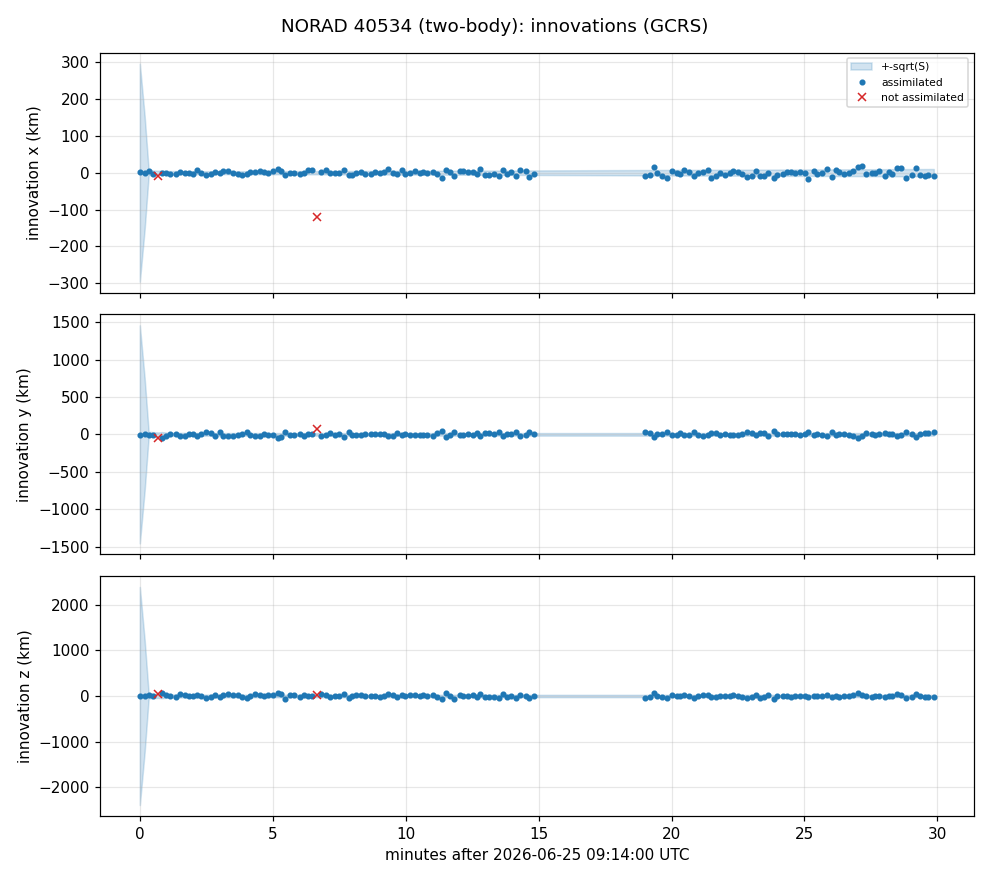 NORAD 40534 (two-body): innovations (GCRS)
300
200
100
0
−100
−200
−300
innovation x (km)
+-sqrt(S)
assimilated
not assimilated
1500
1000
500
0
−500
−1000
−1500
innovation y (km)
2000
1000
0
−1000
−2000
innovation z (km)
0 5 10 15 20 25 30
minutes after 2026-06-25 09:14:00 UTC